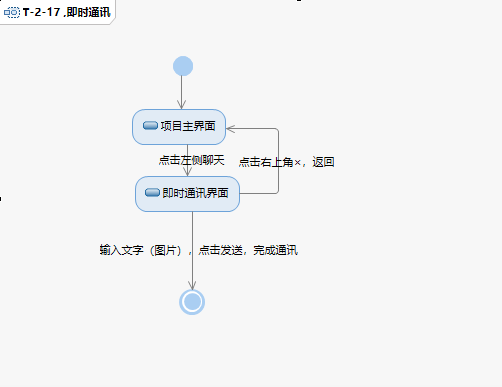 T-2-17 ,即时通讯
项目主界面
点击左侧聊天
点击右上角×，返回
即时通讯界面
输入文字（图片），点击发送，完成通讯